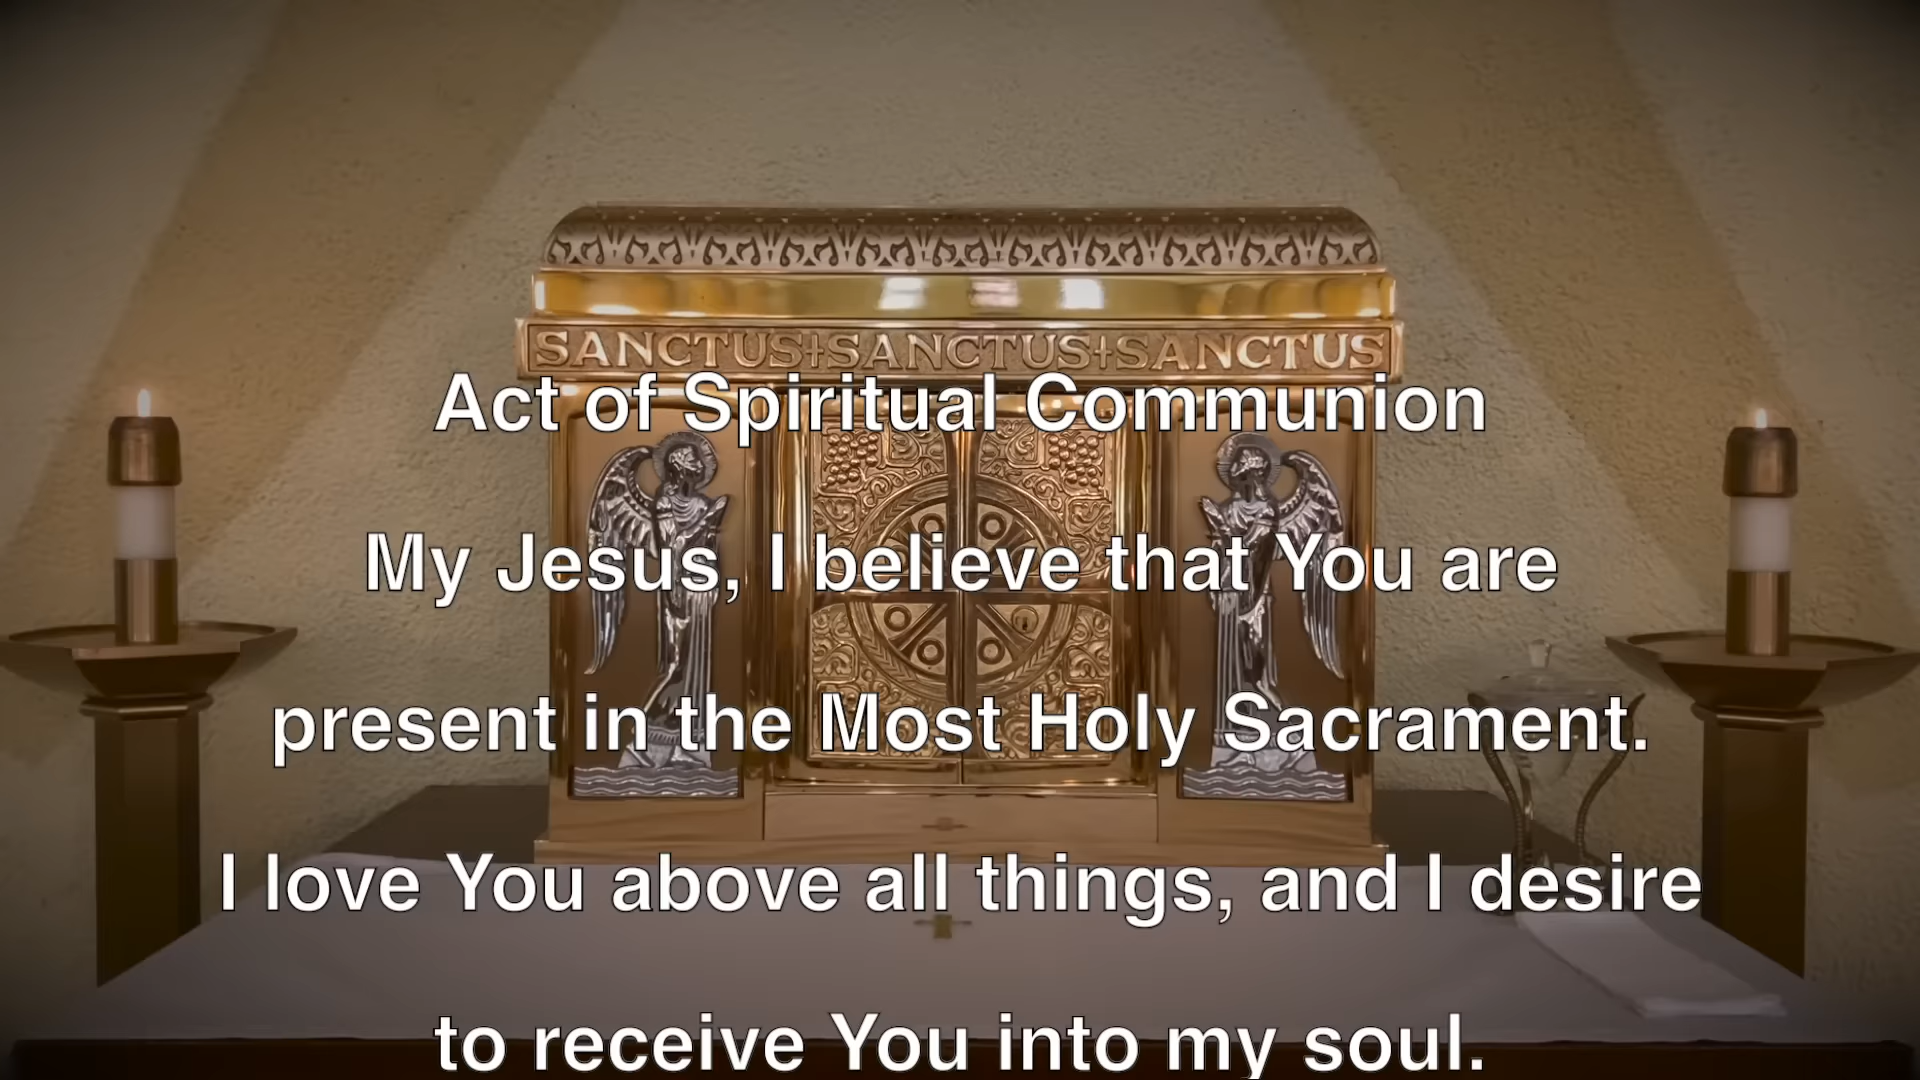 SANCTUS+SANCTUS+SANCTUS
Act of Spiritual Communion
My Jesus, I believe that You are
present in the Most Holy Sacrament.
I love You above all things, and I desire
to receive You into my soul.